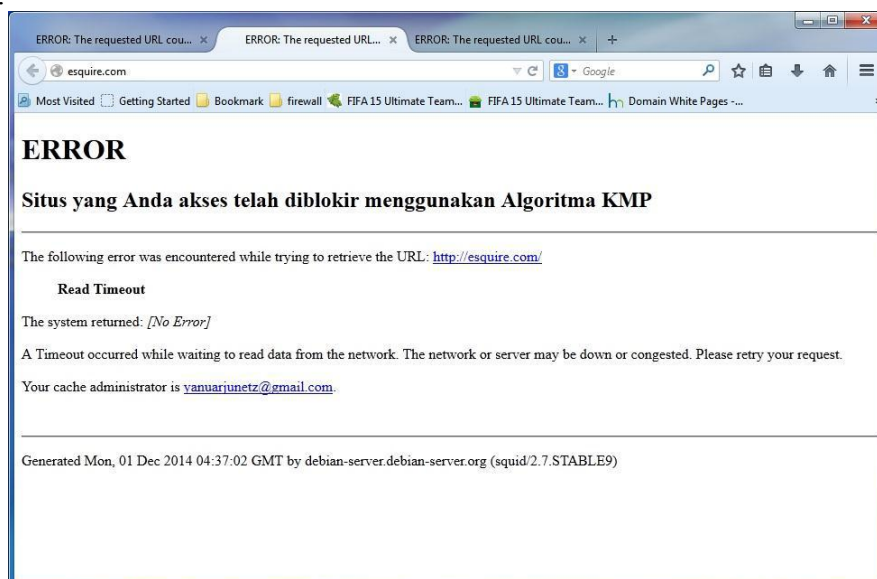 ERROR: The requested URL cou...
ERROR: The requested URL...
ERROR: The requested URL cou...
esquire.com
Google
Most Visited
Getting Started
Bookmark
firewall
FIFA 15 Ultimate Team...
FIFA 15 Ultimate Team...
Domain White Pages -...
ERROR
Situs yang Anda akses telah diblokir menggunakan Algoritma KMP
The following error was encountered while trying to retrieve the URL: http://esquire.com/
Read Timeout
The system returned: [No Error]
A Timeout occurred while waiting to read data from the network. The network or server may be down or congested. Please retry your request.
Your cache administrator is yanuarjunetz@gmail.com.
Generated Mon, 01 Dec 2014 04:37:02 GMT by debian-server.debian-server.org (squid/2.7.STABLE9)